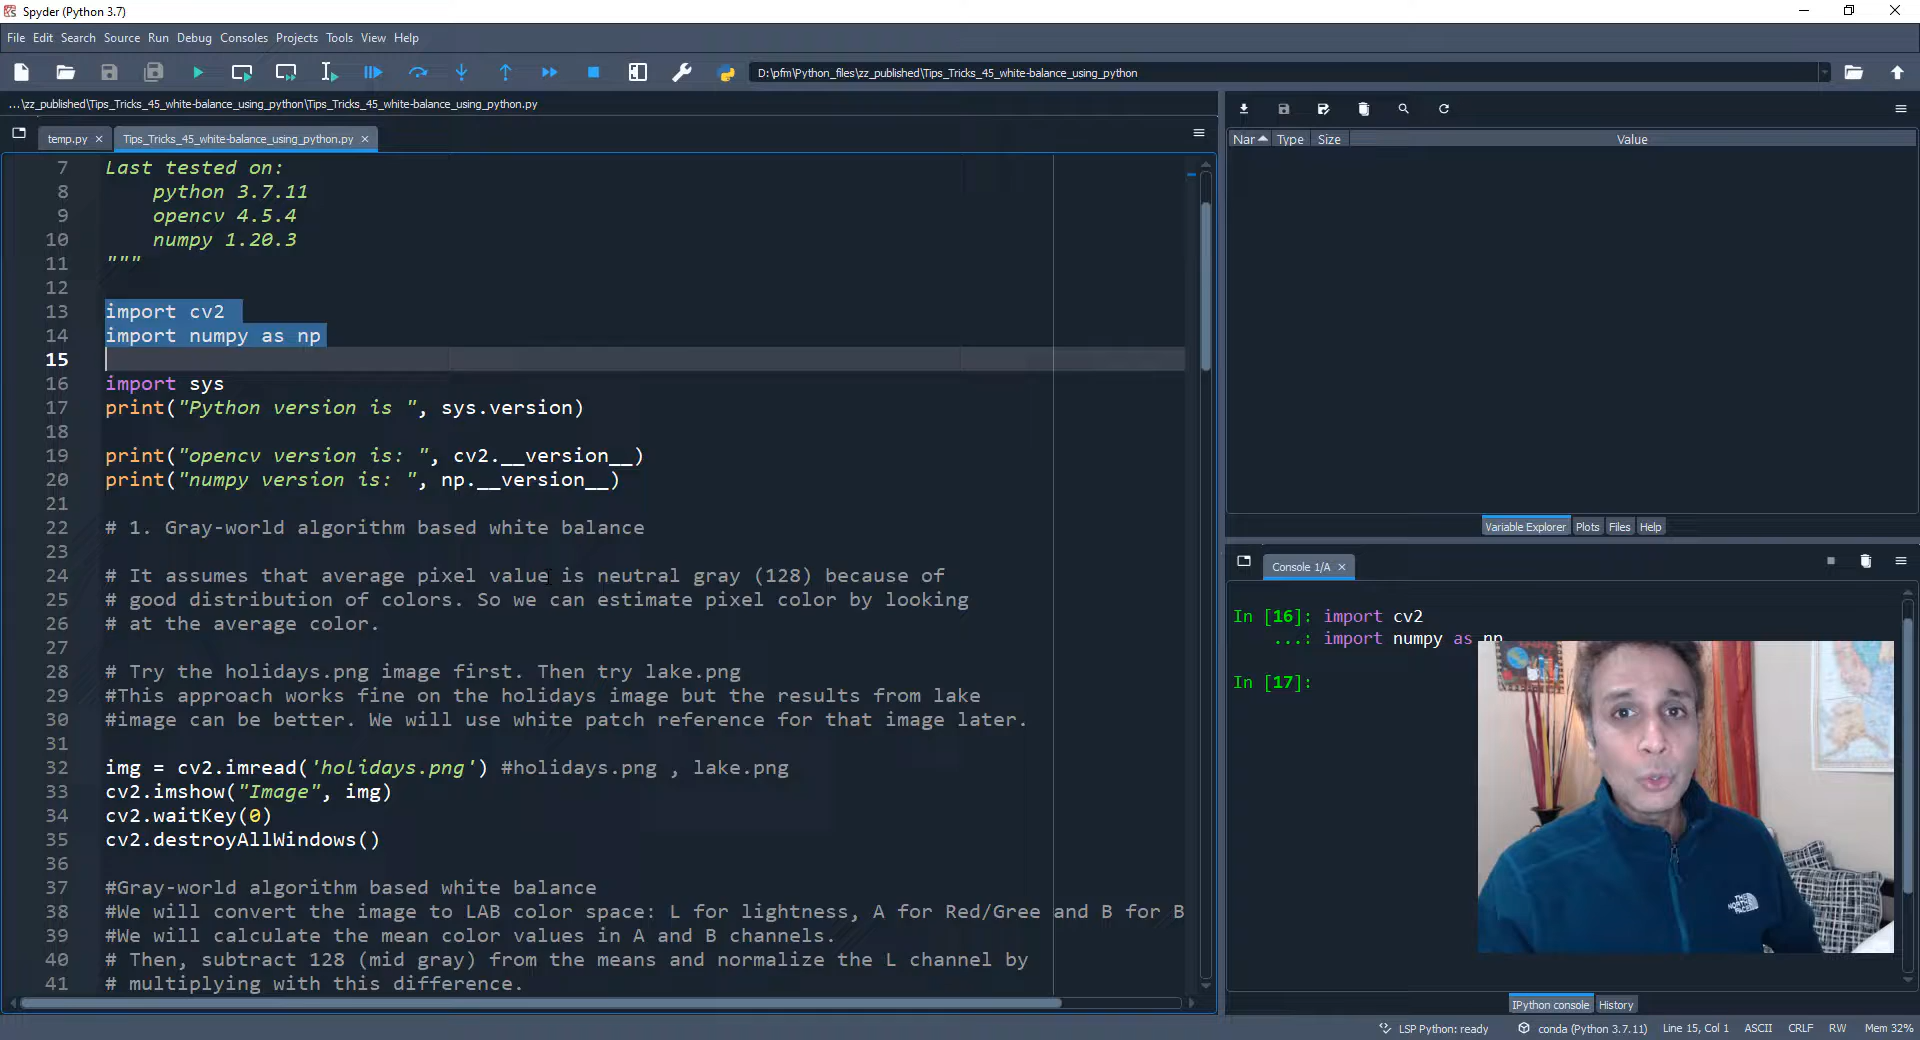 Spyder (Python 3.7)
File Edit Search Source Run Debug Consoles Projects Tools View Help
D:\pfm\Python_files\zz_published\Tips_Tricks_45_white-balance_using_python
...\zz_published\Tips_Tricks_45_white-balance_using_python\Tips_Tricks_45_white-balance_using_python.py
temp.py
Tips_Tricks_45_white-balance_using_python.py
7 Last tested on:
8 python 3.7.11
9 opencv 4.5.4
10 numpy 1.20.3
11 """
12
13 import cv2
14 import numpy as np
15
16 import sys
17 print("Python version is ", sys.version)
18
19 print("opencv version is: ", cv2.__version__)
20 print("numpy version is: ", np.__version__)
21
22 # 1. Gray-world algorithm based white balance
23
24 # It assumes that average pixel value is neutral gray (128) because of
25 # good distribution of colors. So we can estimate pixel color by looking
26 # at the average color.
27
28 # Try the holidays.png image first. Then try lake.png
29 #This approach works fine on the holidays image but the results from lake
30 #image can be better. We will use white patch reference for that image later.
31
32 img = cv2.imread('holidays.png') #holidays.png , lake.png
33 cv2.imshow("Image", img)
34 cv2.waitKey(0)
35 cv2.destroyAllWindows()
36
37 #Gray-world algorithm based white balance
38 #We will convert the image to LAB color space: L for lightness, A for Red/Gree and B for B
39 #We will calculate the mean color values in A and B channels.
40 # Then, subtract 128 (mid gray) from the means and normalize the L channel by
41 # multiplying with this difference.
Nar Type Size Value
Variable Explorer Plots Files Help
Console 1/A
In [16]: import cv2
...: import numpy as np
In [17]:
THE NORTH FACE
IPython console History
LSP Python: ready conda (Python 3.7.11) Line 15, Col 1 ASCII CRLF RW Mem 32%